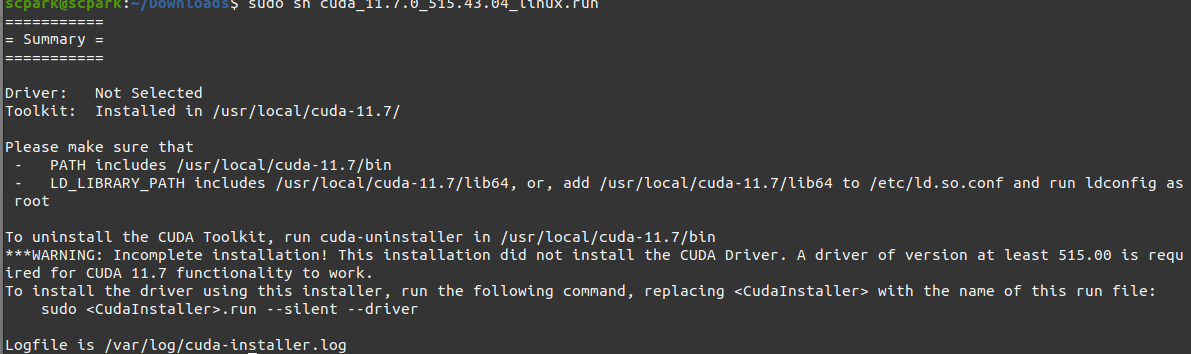 scpark@scpark:~/Downloads$ sudo sh cuda_11.7.0_515.43.04_linux.run
===========
= Summary =
===========
Driver:   Not Selected
Toolkit:  Installed in /usr/local/cuda-11.7/
Please make sure that
 -   PATH includes /usr/local/cuda-11.7/bin
 -   LD_LIBRARY_PATH includes /usr/local/cuda-11.7/lib64, or, add /usr/local/cuda-11.7/lib64 to /etc/ld.so.conf and run ldconfig as
 root
To uninstall the CUDA Toolkit, run cuda-uninstaller in /usr/local/cuda-11.7/bin
***WARNING: Incomplete installation! This installation did not install the CUDA Driver. A driver of version at least 515.00 is requ
ired for CUDA 11.7 functionality to work.
To install the driver using this installer, run the following command, replacing <CudaInstaller> with the name of this run file:
    sudo <CudaInstaller>.run --silent --driver
Logfile is /var/log/cuda-installer.log